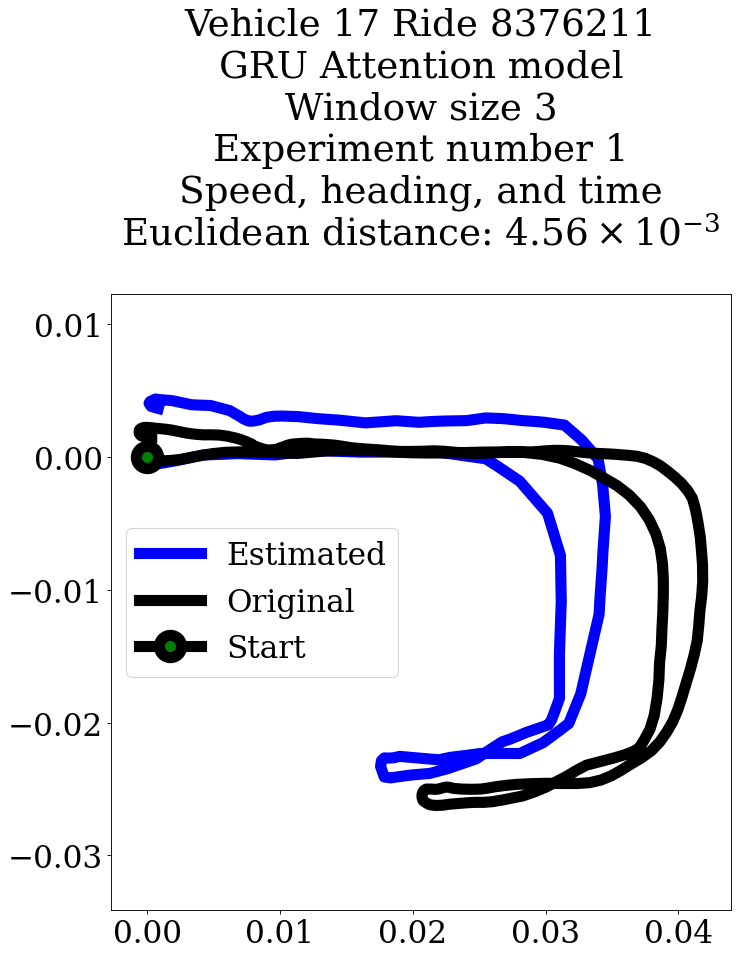 Vehicle 17 Ride 8376211
GRU Attention model
Window size 3
Experiment number 1
Speed, heading, and time
Euclidean distance: 4.56 × 10⁻³
0.01
0.00
−0.01
−0.02
−0.03
Estimated
Original
Start
0.00 0.01 0.02 0.03 0.04